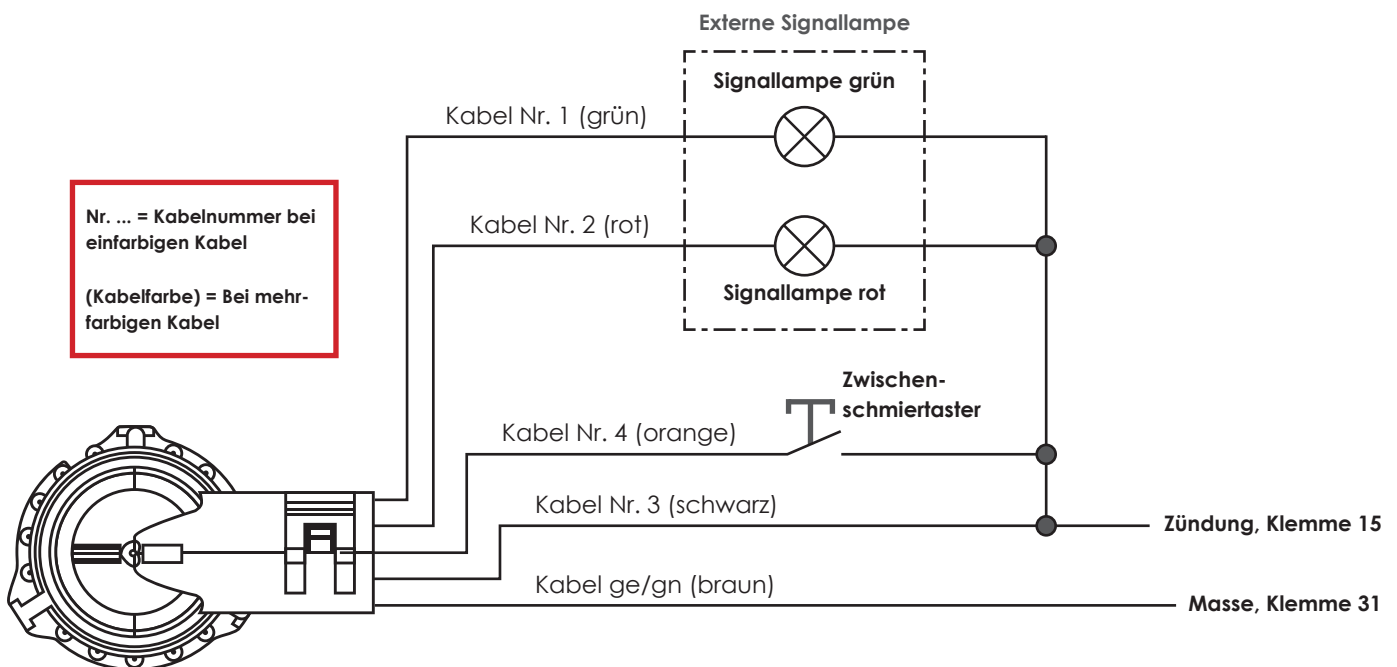 Externe Signallampe
Signallampe grün
Kabel Nr. 1 (grün)
Nr. ... = Kabelnummer bei
einfarbigen Kabel
(Kabelfarbe) = Bei mehr-
farbigen Kabel
Kabel Nr. 2 (rot)
Signallampe rot
Zwischen-
schmiertaster
Kabel Nr. 4 (orange)
Kabel Nr. 3 (schwarz)
Zündung, Klemme 15
Kabel ge/gn (braun)
Masse, Klemme 31